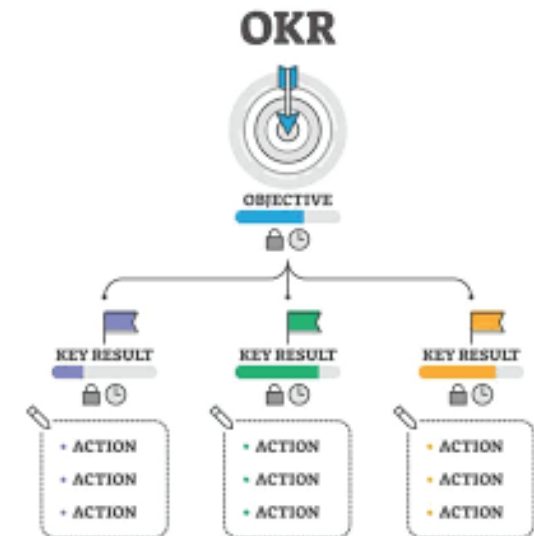 OKR
OBJECTIVE
KEY RESULT KEY RESULT KEY RESULT
• ACTION • ACTION • ACTION
• ACTION • ACTION • ACTION
• ACTION • ACTION • ACTION